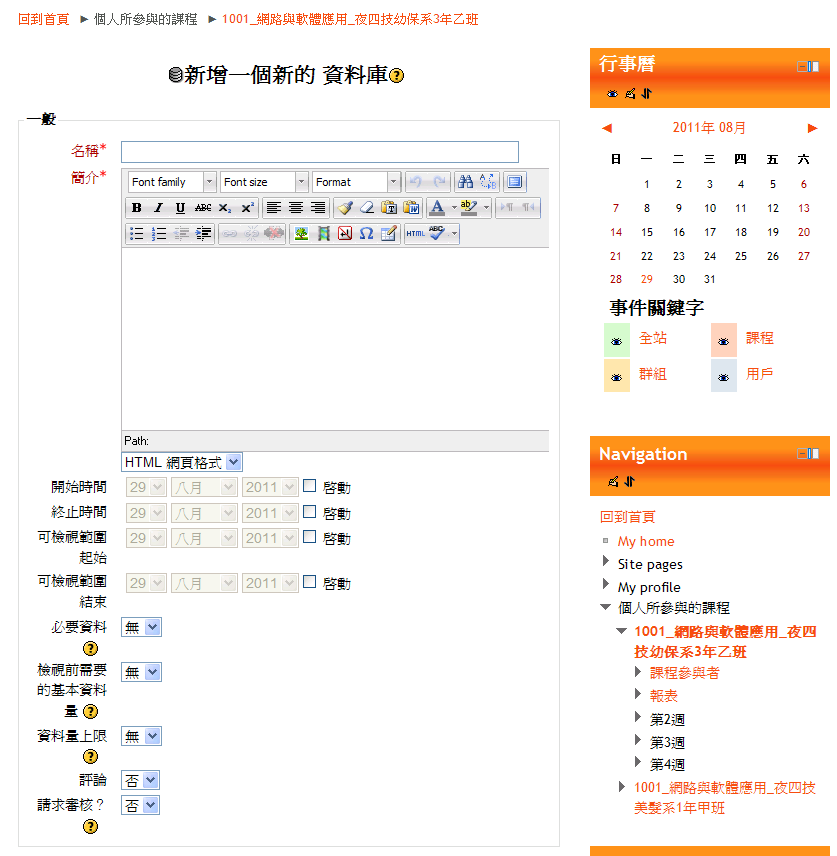 回到首頁 ► 個人所參與的課程 ► 1001_網路與軟體應用_夜四技幼保系3年乙班
新增一個新的 資料庫
一般
名稱*
簡介*
Font family Font size Format
B I U ABC X₂ X²
HTML ABC
Path:
HTML 網頁格式
開始時間 29 八月 2011 啓動
終止時間 29 八月 2011 啓動
可檢視範圍
起始
29 八月 2011 啓動
可檢視範圍
結束
29 八月 2011 啓動
必要資料
無
檢視前需要
的基本資料
量
無
資料量上限
無
評論 否
請求審核？ 否
行事曆
2011年 08月
日 一 二 三 四 五 六
1 2 3 4 5 6
7 8 9 10 11 12 13
14 15 16 17 18 19 20
21 22 23 24 25 26 27
28 29 30 31
事件關鍵字
全站 課程
群組 用戶
Navigation
回到首頁
My home
Site pages
My profile
個人所參與的課程
1001_網路與軟體應用_夜四
技幼保系3年乙班
課程參與者
報表
第2週
第3週
第4週
1001_網路與軟體應用_夜四技
美髮系1年甲班